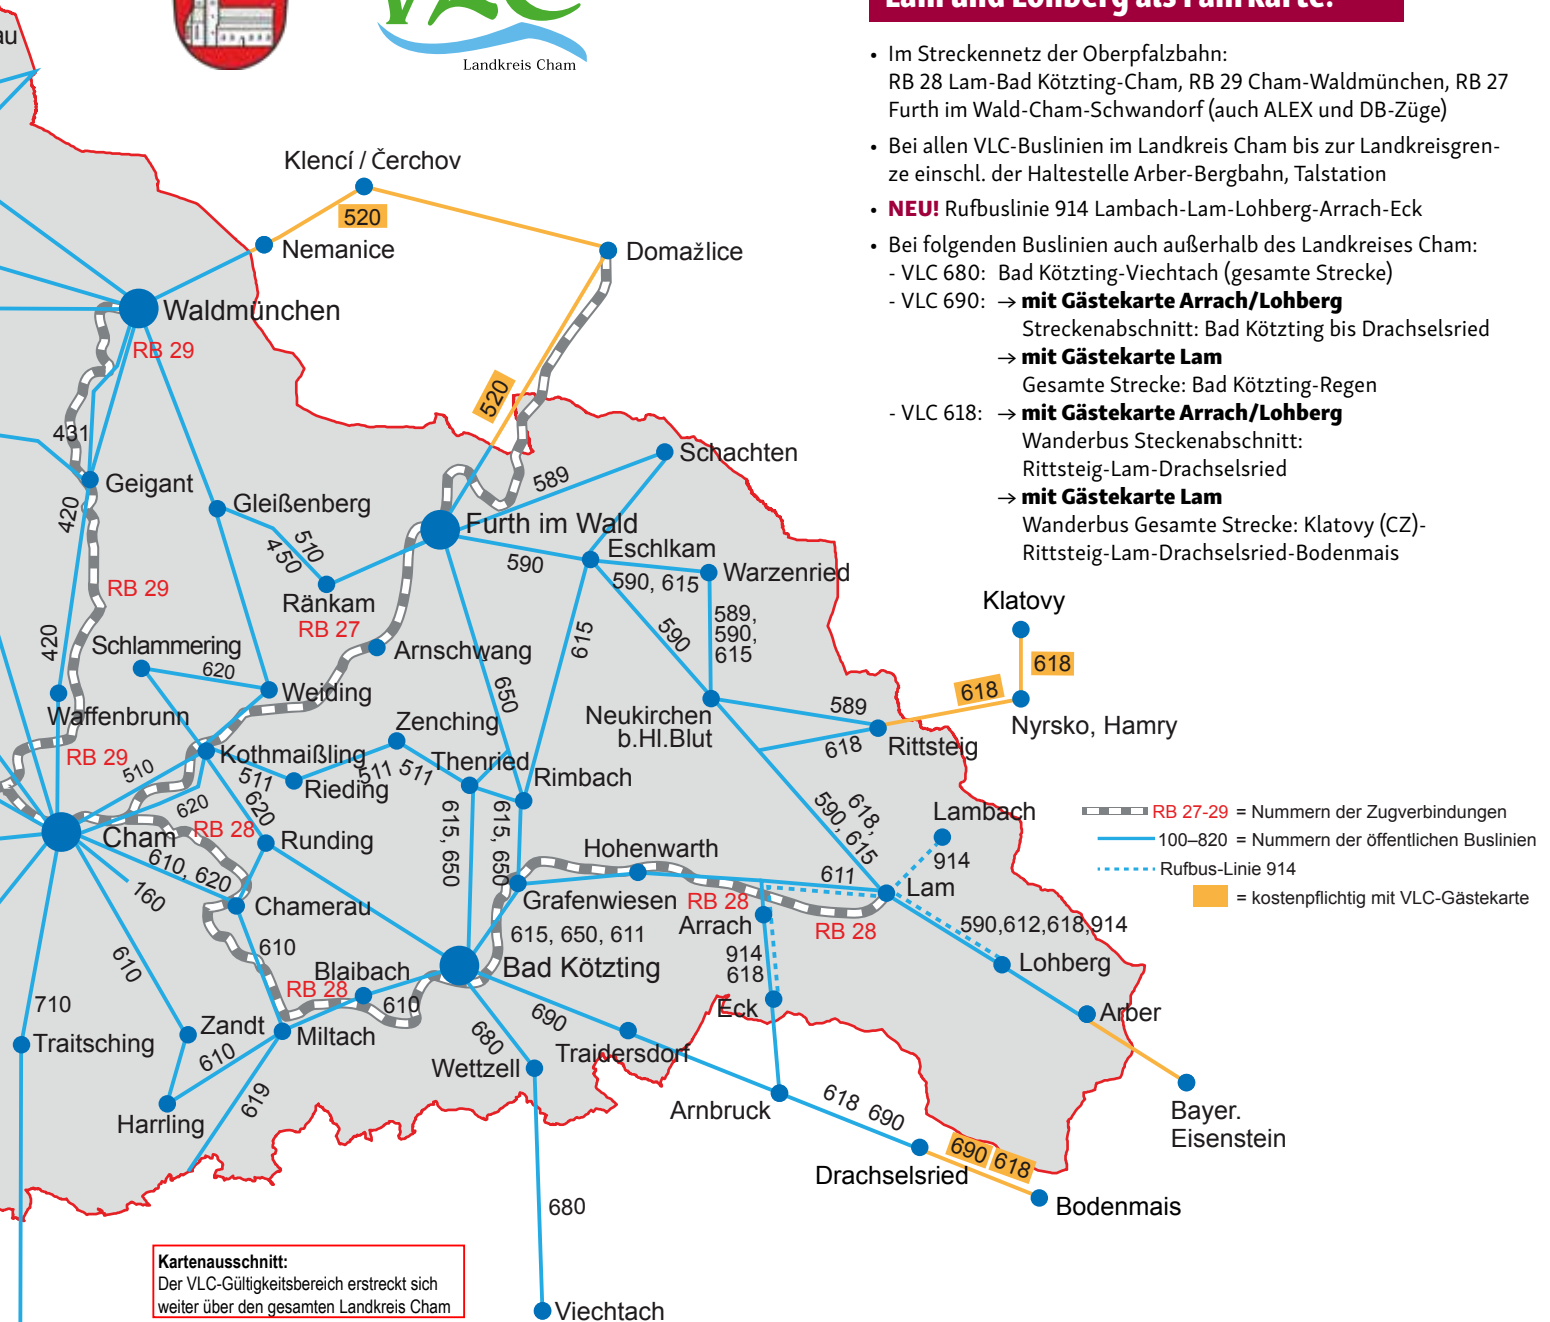 Landkreis Cham
• Im Streckennetz der Oberpfalzbahn:
RB 28 Lam-Bad Kötzting-Cham, RB 29 Cham-Waldmünchen, RB 27
Furth im Wald-Cham-Schwandorf (auch ALEX und DB-Züge)
• Bei allen VLC-Buslinien im Landkreis Cham bis zur Landkreisgren-
ze einschl. der Haltestelle Arber-Bergbahn, Talstation
• NEU! Rufbuslinie 914 Lambach-Lam-Lohberg-Arrach-Eck
• Bei folgenden Buslinien auch außerhalb des Landkreises Cham:
- VLC 680: Bad Kötzting-Viechtach (gesamte Strecke)
- VLC 690: → mit Gästekarte Arrach/Lohberg
Streckenabschnitt: Bad Kötzting bis Drachselsried
→ mit Gästekarte Lam
Gesamte Strecke: Bad Kötzting-Regen
- VLC 618: → mit Gästekarte Arrach/Lohberg
Wanderbus Steckenabschnitt:
Rittsteig-Lam-Drachselsried
→ mit Gästekarte Lam
Wanderbus Gesamte Strecke: Klatovy (CZ)-
Rittsteig-Lam-Drachselsried-Bodenmais
Klencí / Čerchov
520
Nemanice
Domažlice
Waldmünchen
RB 29
520
431
Schachten
Geigant
589
420
Gleißenberg
510
450
Furth im Wald
590
Eschlkam
590, 615
Warzenried
RB 29
Ränkam
RB 27
589,
590,
615
590
615
Klatovy
618
618
Nyrsko, Hamry
420
Schlammering
620
Arnschwang
Weiding
650
Waffenbrunn
Zenching
Neukirchen
b.Hl.Blut
589
618
Rittsteig
RB 29
510
Kothmaißling
511
Rieding
511
511
Thenried
Rimbach
620
620
RB 28
Cham
Runding
615, 650
615, 650
618,
590, 615
Lambach
914
RB 27-29 = Nummern der Zugverbindungen
100–820 = Nummern der öffentlichen Buslinien
Rufbus-Linie 914
= kostenpflichtig mit VLC-Gästekarte
610, 620
160
Hohenwarth
611
Lam
Chamerau
Grafenwiesen
RB 28
Arrach
RB 28
590,612,618,914
615, 650, 611
610
610
Bad Kötzting
914
618
Lohberg
Blaibach
RB 28
610
Eck
Arber
710
Traitsching
Zandt
610
Miltach
690
680
Traidersdorf
Wettzell
619
Harrling
Arnbruck
618
690
Bayer.
Eisenstein
690
618
Drachselsried
Bodenmais
680
Kartenausschnitt:
Der VLC-Gültigkeitsbereich erstreckt sich
weiter über den gesamten Landkreis Cham
Viechtach